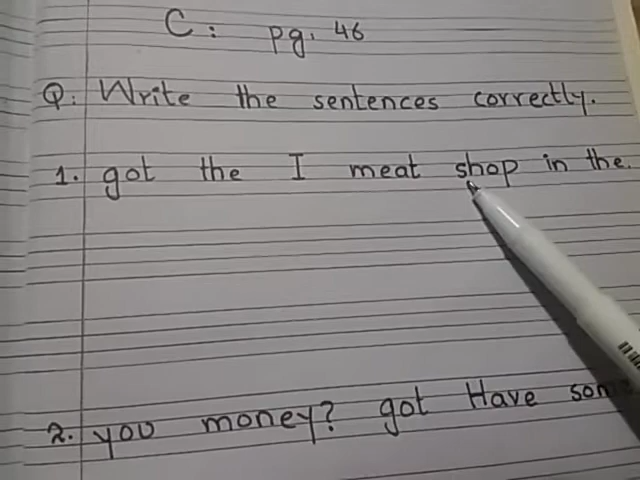 C: pg. 46
Q. Write the sentences correctly.
1. got the I meat shop in the.
2. you money? got Have